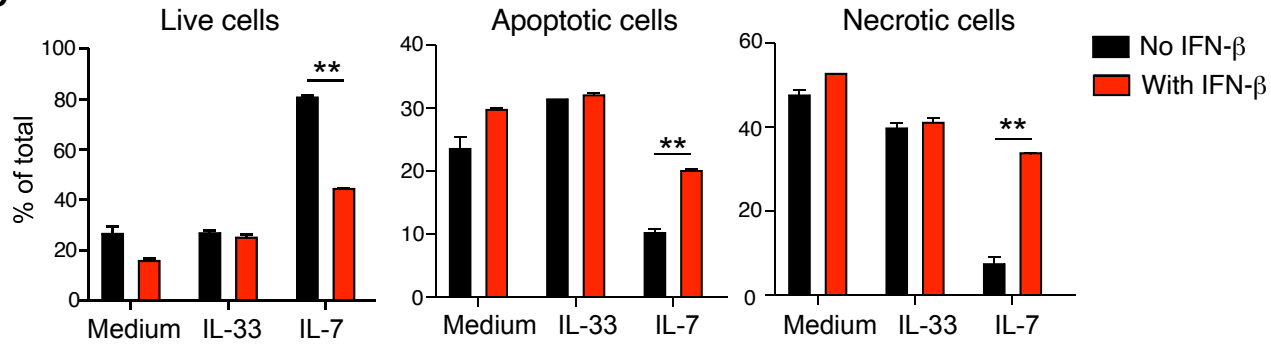 Live cells
Apoptotic cells
Necrotic cells
No IFN-β
With IFN-β
% of total
100
80
60
40
20
0
**
Medium IL-33 IL-7
40
30
20
10
0
**
Medium IL-33 IL-7
60
40
20
0
**
Medium IL-33 IL-7